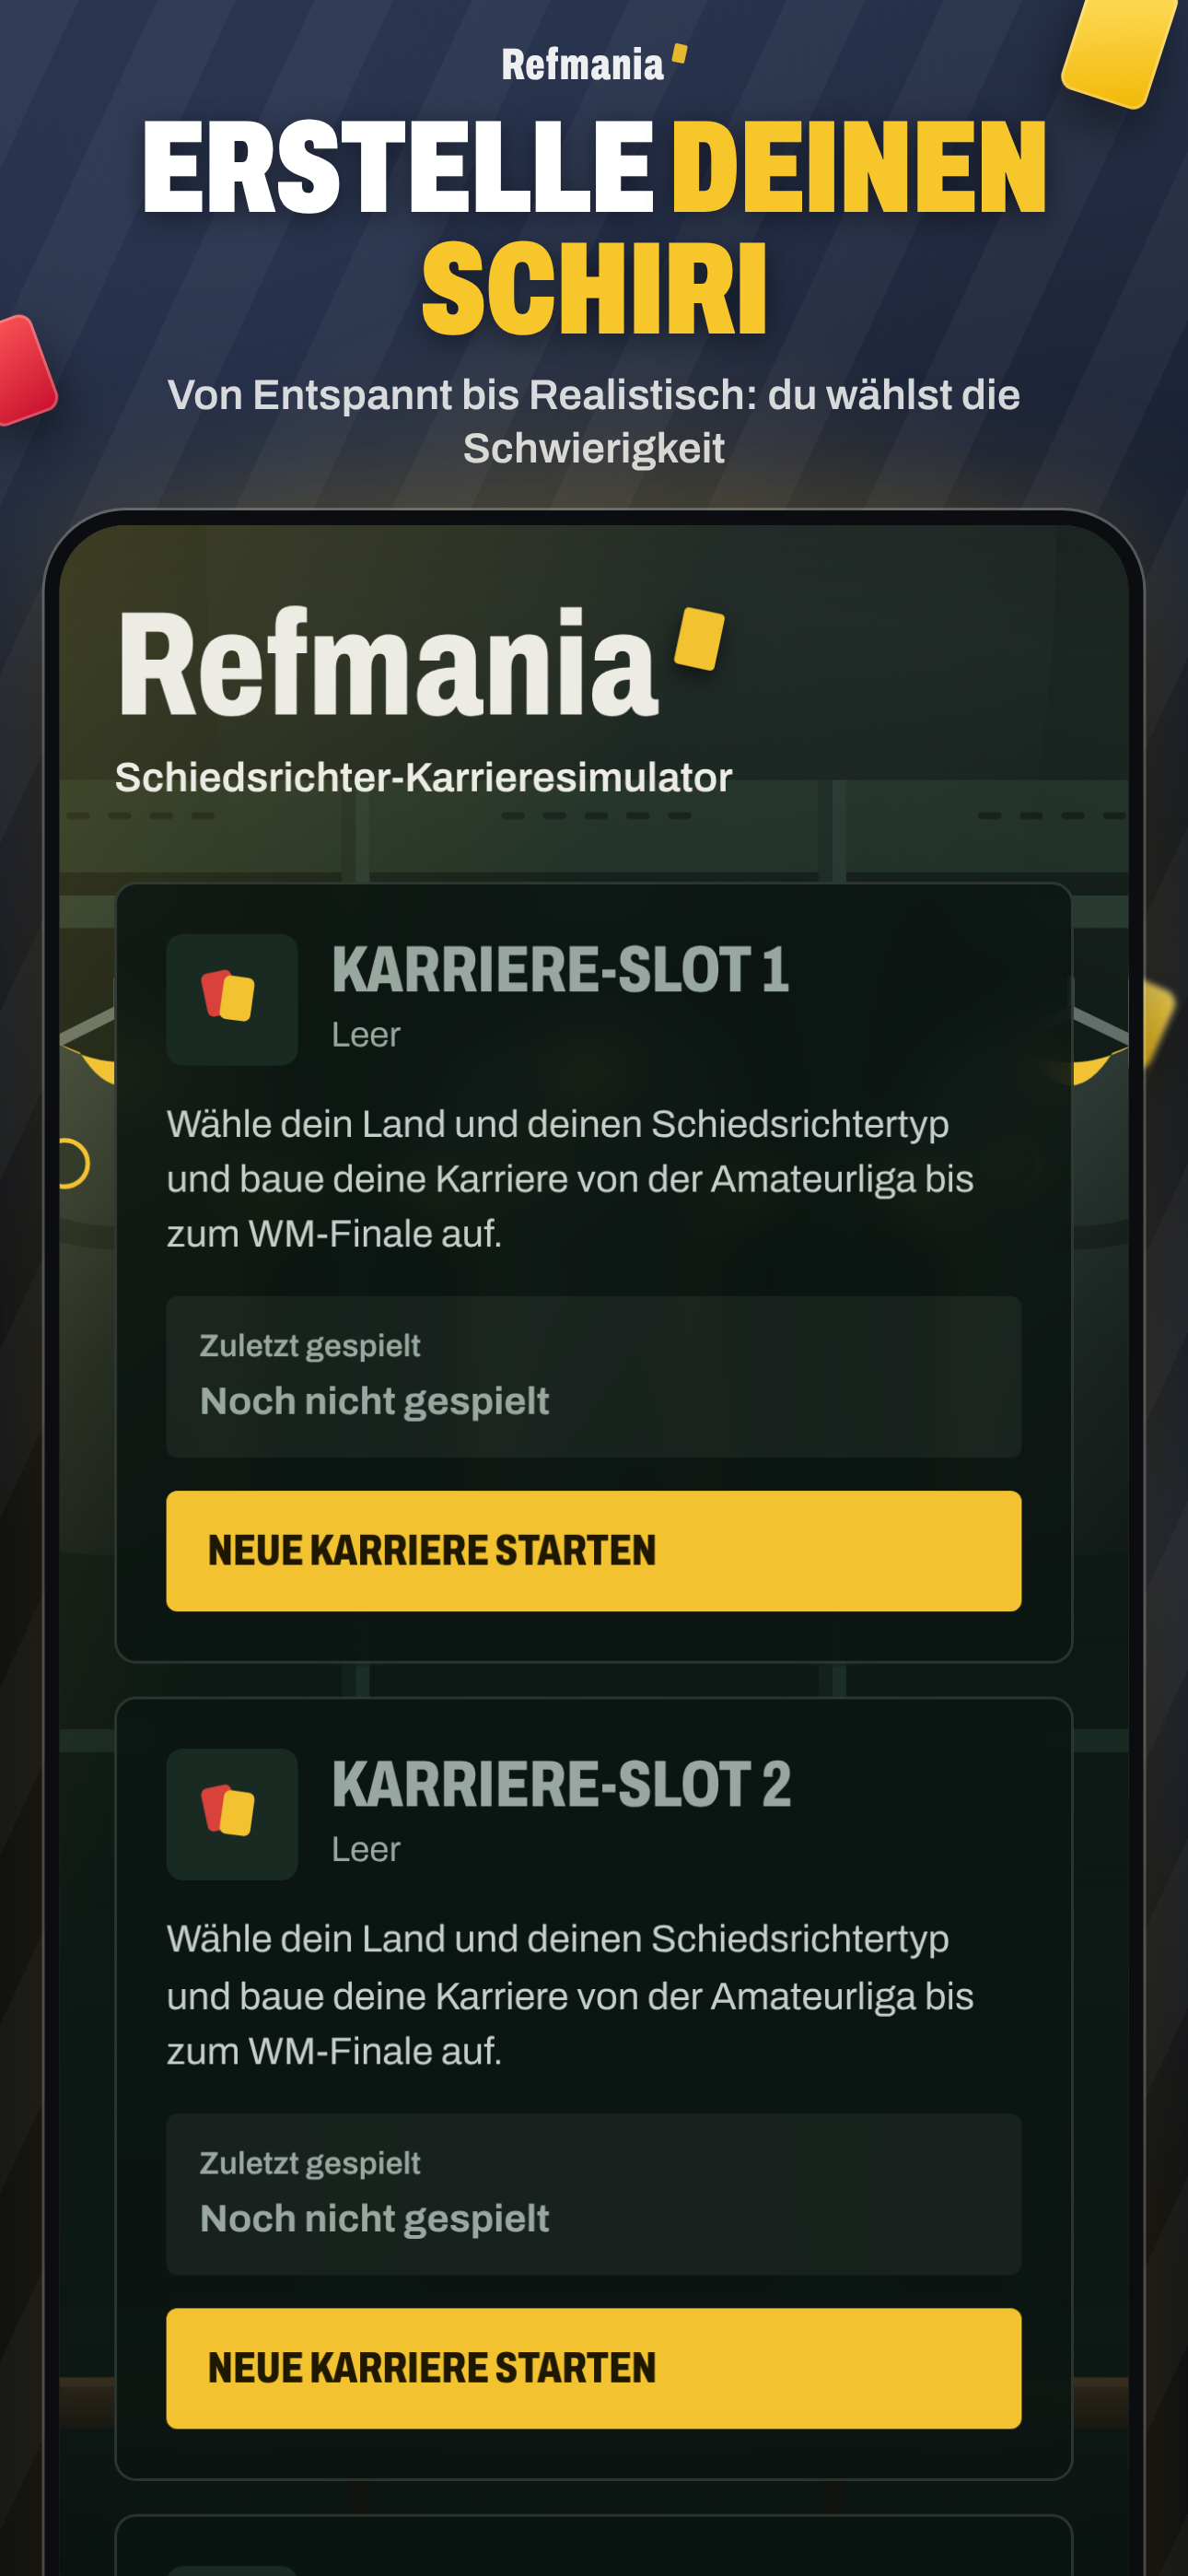 Refmania
ERSTELLE DEINEN
SCHIRI
Von Entspannt bis Realistisch: du wählst die
Schwierigkeit
Refmania
Schiedsrichter-Karrieresimulator
KARRIERE-SLOT 1
Leer
Wähle dein Land und deinen Schiedsrichtertyp
und baue deine Karriere von der Amateurliga bis
zum WM-Finale auf.
Zuletzt gespielt
Noch nicht gespielt
NEUE KARRIERE STARTEN
KARRIERE-SLOT 2
Leer
Wähle dein Land und deinen Schiedsrichtertyp
und baue deine Karriere von der Amateurliga bis
zum WM-Finale auf.
Zuletzt gespielt
Noch nicht gespielt
NEUE KARRIERE STARTEN